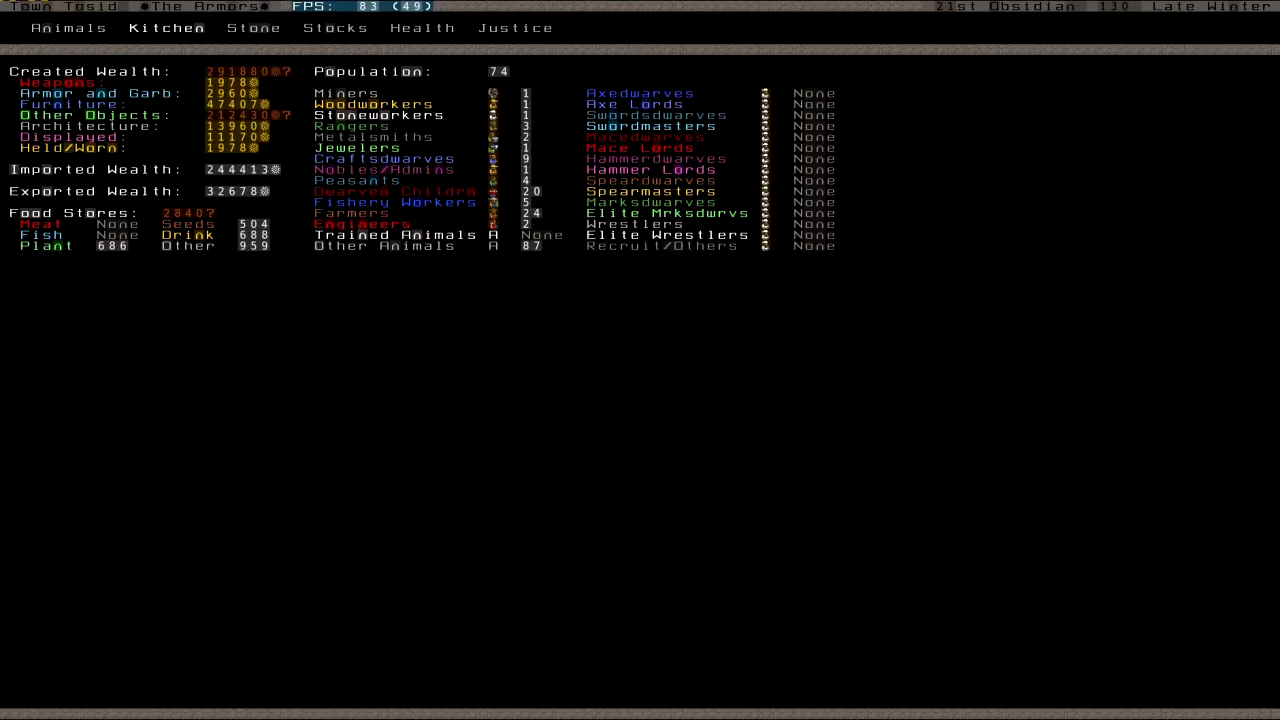 Town Tosid •The Armors• FPS: 83 (49) 21st Obsidian 130 Late Winter
Animals Kitchen Stone Stocks Health Justice
Created Wealth: 291880☼? Population: 74
Weapons: 1978☼
Armor and Garb: 2960☼ Miners 1 Axedwarves None
Furniture: 47407☼ Woodworkers 1 Axe Lords None
Other Objects: 212430☼? Stoneworkers 1 Swordsdwarves None
Architecture: 13960☼ Rangers 3 Swordmasters None
Displayed: 11170☼ Metalsmiths 2 Macedwarves None
Held/Worn: 1978☼ Jewelers 1 Mace Lords None
Craftsdwarves 9 Hammerdwarves None
Imported Wealth: 244413☼ Nobles/Admins 1 Hammer Lords None
Peasants 4 Speardwarves None
Exported Wealth: 32678☼ Dwarven Childrn 20 Spearmasters None
Fishery Workers 5 Marksdwarves None
Food Stores: 2840? Farmers 24 Elite Mrksdwrvs None
Meat None Seeds 504 Engineers 2 Wrestlers None
Fish None Drink 688 Trained Animals A None Elite Wrestlers None
Plant 686 Other 959 Other Animals A 87 Recruit/Others None